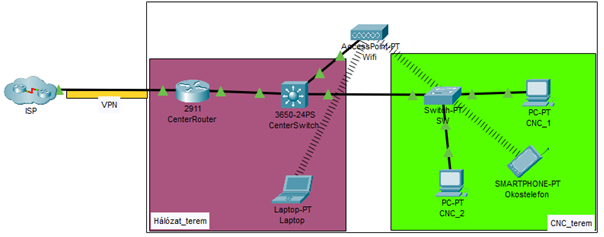 AccessPoint-PT
Wifi
ISP
VPN
2911
CenterRouter
3650-24PS
CenterSwitch
Switch-PT
SW
PC-PT
CNC_1
Laptop-PT
Laptop
PC-PT
CNC_2
SMARTPHONE-PT
Okostelefon
Hálózat_terem
CNC_terem